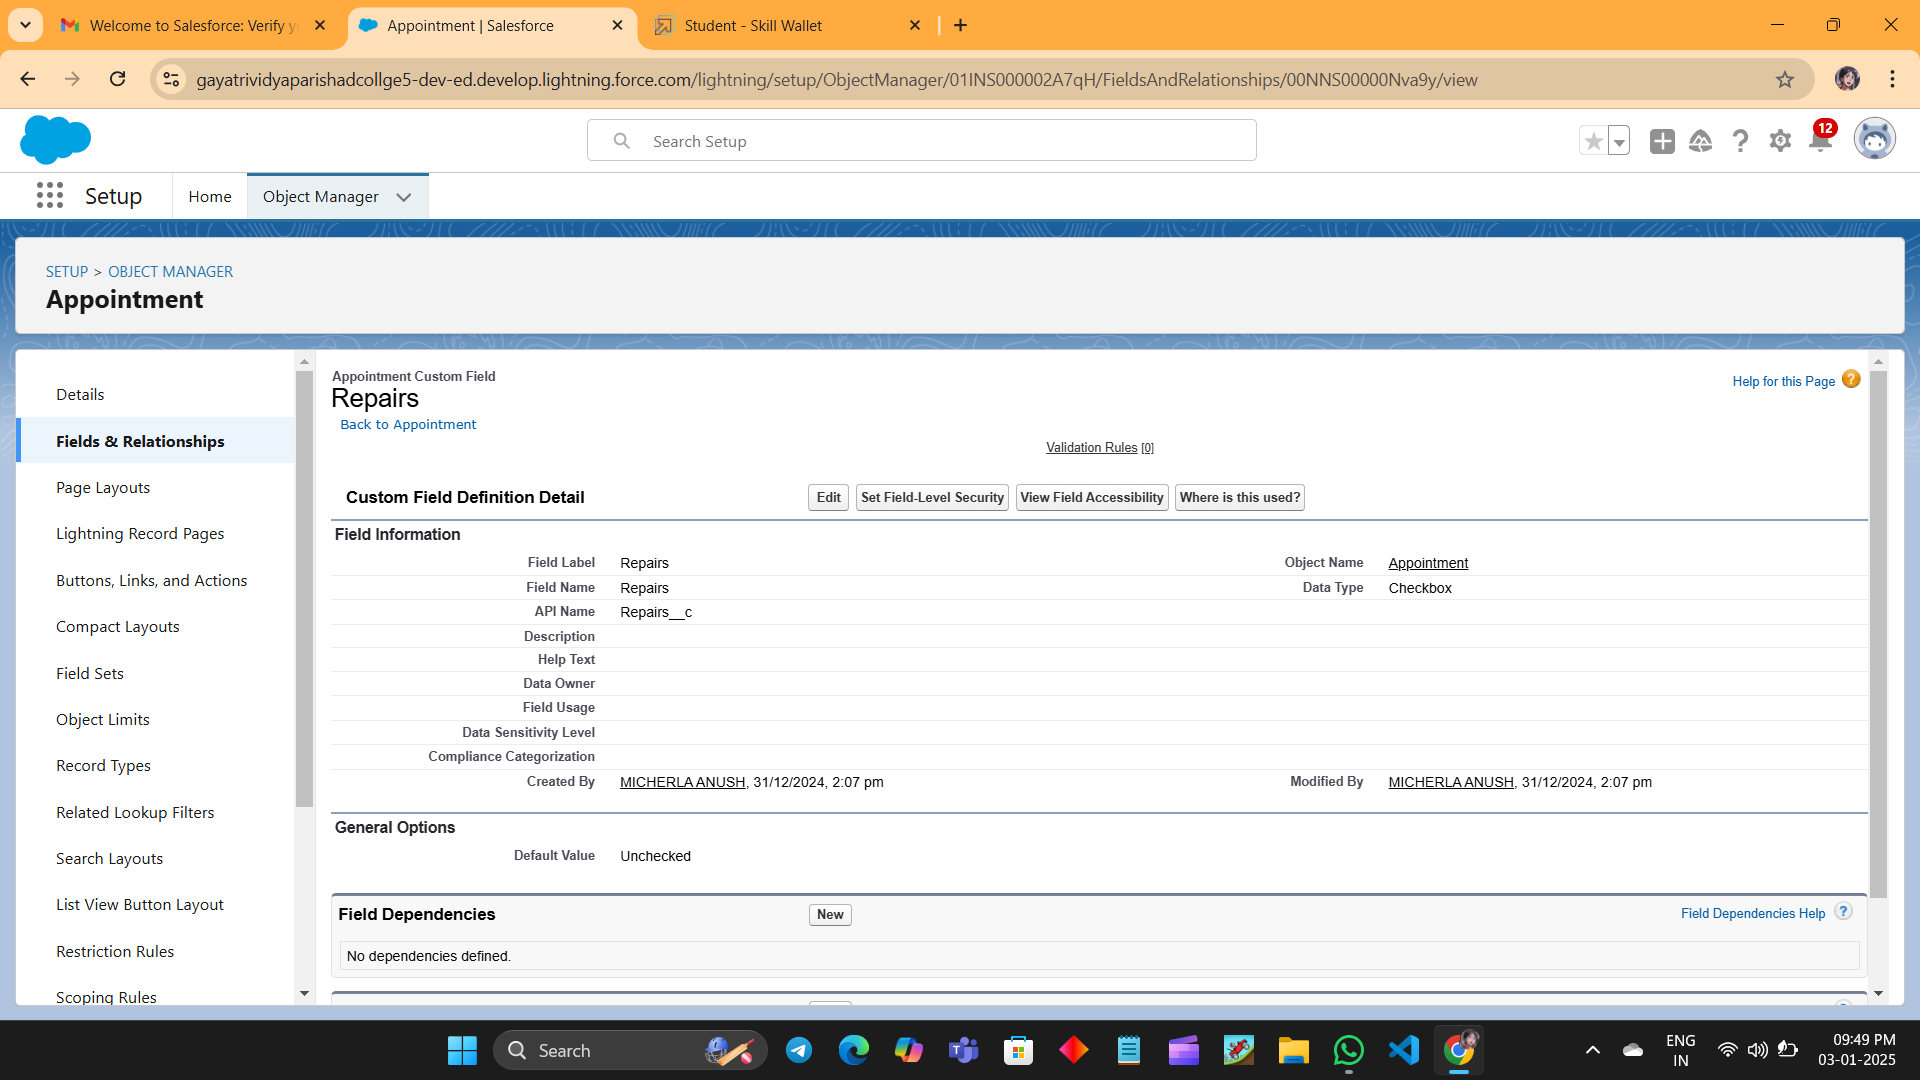 Welcome to Salesforce: Verify y
Appointment | Salesforce
Student - Skill Wallet
gayatrividyaparishadcollge5-dev-ed.develop.lightning.force.com/lightning/setup/ObjectManager/01INS000002A7qH/FieldsAndRelationships/00NNS00000Nva9y/view
Search Setup
12
Setup
Home
Object Manager
SETUP > OBJECT MANAGER
Appointment
Details
Fields & Relationships
Page Layouts
Lightning Record Pages
Buttons, Links, and Actions
Compact Layouts
Field Sets
Object Limits
Record Types
Related Lookup Filters
Search Layouts
List View Button Layout
Restriction Rules
Scoping Rules
Appointment Custom Field
Repairs
Back to Appointment
Help for this Page
Validation Rules [0]
Custom Field Definition Detail
Edit
Set Field-Level Security
View Field Accessibility
Where is this used?
Field Information
Field Label Repairs Object Name Appointment
Field Name Repairs Data Type Checkbox
API Name Repairs__c
Description
Help Text
Data Owner
Field Usage
Data Sensitivity Level
Compliance Categorization
Created By MICHERLA ANUSH, 31/12/2024, 2:07 pm Modified By MICHERLA ANUSH, 31/12/2024, 2:07 pm
General Options
Default Value Unchecked
Field Dependencies New Field Dependencies Help
No dependencies defined.
Search
ENG
IN
09:49 PM
03-01-2025